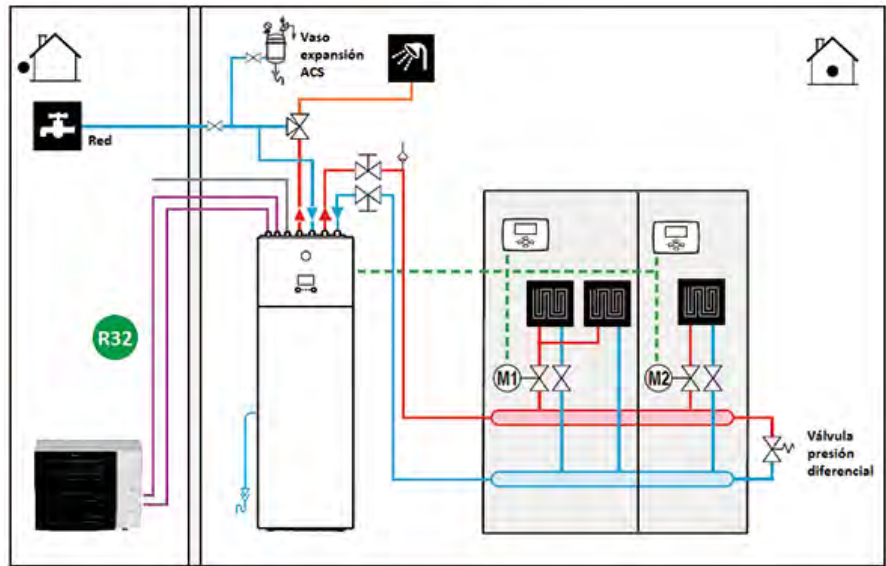 Vaso
expansión
ACS
Red
R32
M1
M2
Válvula
presión
diferencial